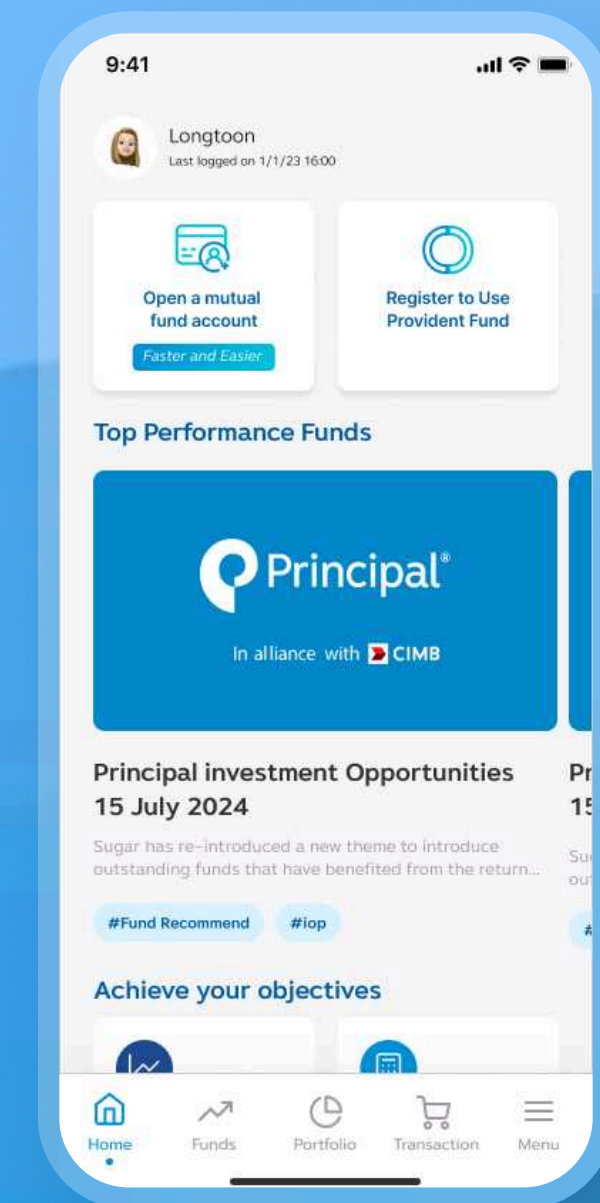 9:41
Longtoon
Last logged on 1/1/23 16:00
Open a mutual
fund account
Faster and Easier
Register to Use
Provident Fund
Top Performance Funds
Principal®
In alliance with CIMB
Principal investment Opportunities
15 July 2024
Sugar has re-introduced a new theme to introduce
outstanding funds that have benefited from the return...
#Fund Recommend
#iop
Achieve your objectives
Home
Funds
Portfolio
Transaction
Menu